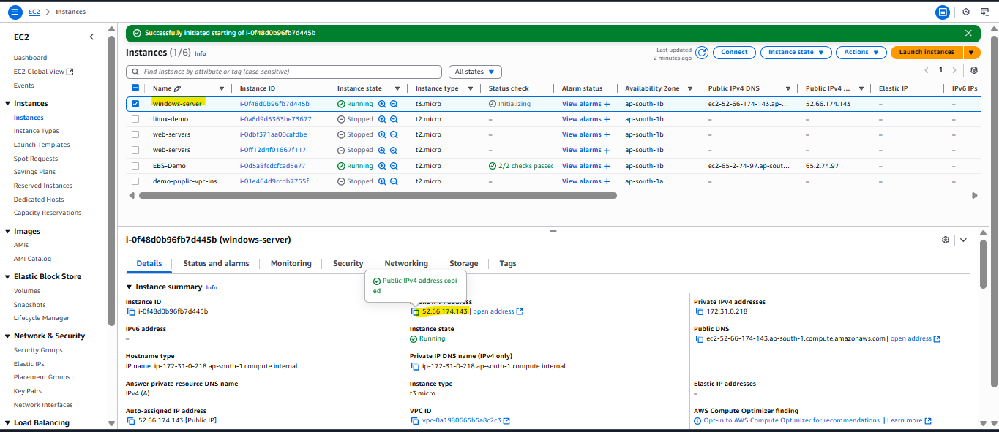 EC2 > Instances
EC2
Dashboard
EC2 Global View
Events
Instances
Instances
Instance Types
Launch Templates
Spot Requests
Savings Plans
Reserved Instances
Dedicated Hosts
Capacity Reservations
Images
AMIs
AMI Catalog
Elastic Block Store
Volumes
Snapshots
Lifecycle Manager
Network & Security
Security Groups
Elastic IPs
Placement Groups
Key Pairs
Network Interfaces
Load Balancing
Successfully initiated starting of i-0f48d0b96fb7d445b
Instances (1/6) Info
Last updated
2 minutes ago
Connect
Instance state
Actions
Launch instances
Find Instance by attribute or tag (case-sensitive)
All states
1
Name Instance ID Instance state Instance type Status check Alarm status Availability Zone Public IPv4 DNS Public IPv4 ... Elastic IP IPv6 IPs
windows-server i-0f48d0b96fb7d445b Running t3.micro Initializing View alarms + ap-south-1b ec2-52-66-174-143.ap-... 52.66.174.143 – –
linux-demo i-0a6d9d5363be73677 Stopped t2.micro – View alarms + ap-south-1b – – – –
web-servers i-0dbf371aa00cafdbe Stopped t2.micro – View alarms + ap-south-1b – – – –
web-servers i-0ff12d4f01667f117 Stopped t2.micro – View alarms + ap-south-1b – – – –
EBS-Demo i-0d5a8fcdcfcad5e77 Running t2.micro 2/2 checks passed View alarms + ap-south-1b ec2-65-2-74-97.ap-sout... 65.2.74.97 – –
demo-puplic-vpc-ins... i-01e464d9ccdb7755f Stopped t2.micro – View alarms + ap-south-1a – – – –
i-0f48d0b96fb7d445b (windows-server)
Details
Status and alarms
Monitoring
Security
Networking
Storage
Tags
Public IPv4 address copi
ed
Instance summary Info
Instance ID
i-0f48d0b96fb7d445b
IPv6 address
–
Hostname type
IP name: ip-172-31-0-218.ap-south-1.compute.internal
Answer private resource DNS name
IPv4 (A)
Auto-assigned IP address
52.66.174.143 [Public IP]
address
52.66.174.143 | open address
Instance state
Running
Private IP DNS name (IPv4 only)
ip-172-31-0-218.ap-south-1.compute.internal
Instance type
t3.micro
VPC ID
vpc-0a1980665b5a8c2c3
Private IPv4 addresses
172.31.0.218
Public DNS
ec2-52-66-174-143.ap-south-1.compute.amazonaws.com | open address
Elastic IP addresses
–
AWS Compute Optimizer finding
Opt-in to AWS Compute Optimizer for recommendations. | Learn more